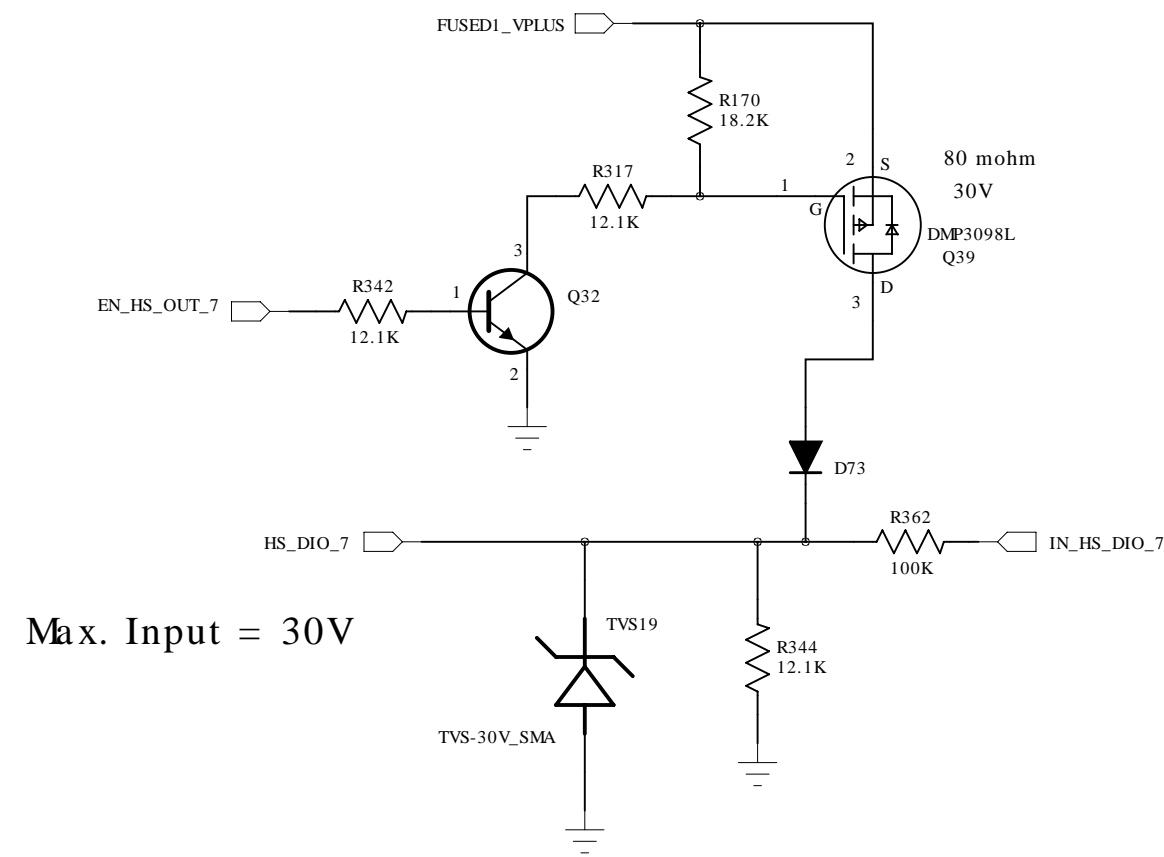 FUSED1_VPLUS
R170
18.2K
2
S
80 mohm
30V
R317
12.1K
1
G
DMP3098L
Q39
3
D
3
EN_HS_OUT_7
R342
12.1K
1
Q32
2
D73
HS_DIO_7
R362
100K
IN_HS_DIO_7
Max. Input = 30V
TVS19
TVS-30V_SMA
R344
12.1K